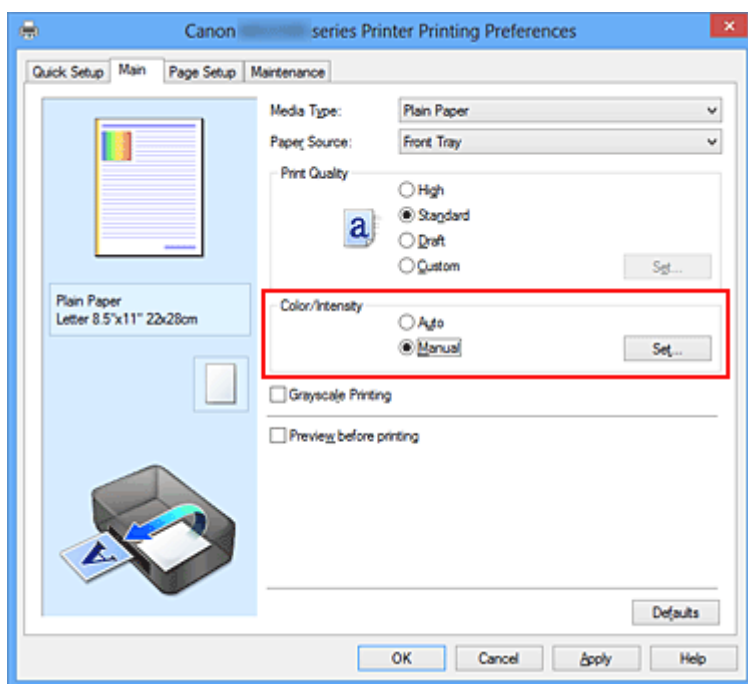 Canon series Printer Printing Preferences
Quick Setup Main Page Setup Maintenance
Media Type: Plain Paper
Paper Source: Front Tray
Print Quality
High
Standard
Draft
Custom Set...
a
Plain Paper
Letter 8.5"x11" 22x28cm
Color/Intensity
Auto
Manual Set...
Grayscale Printing
Preview before printing
A
Defaults
OK Cancel Apply Help